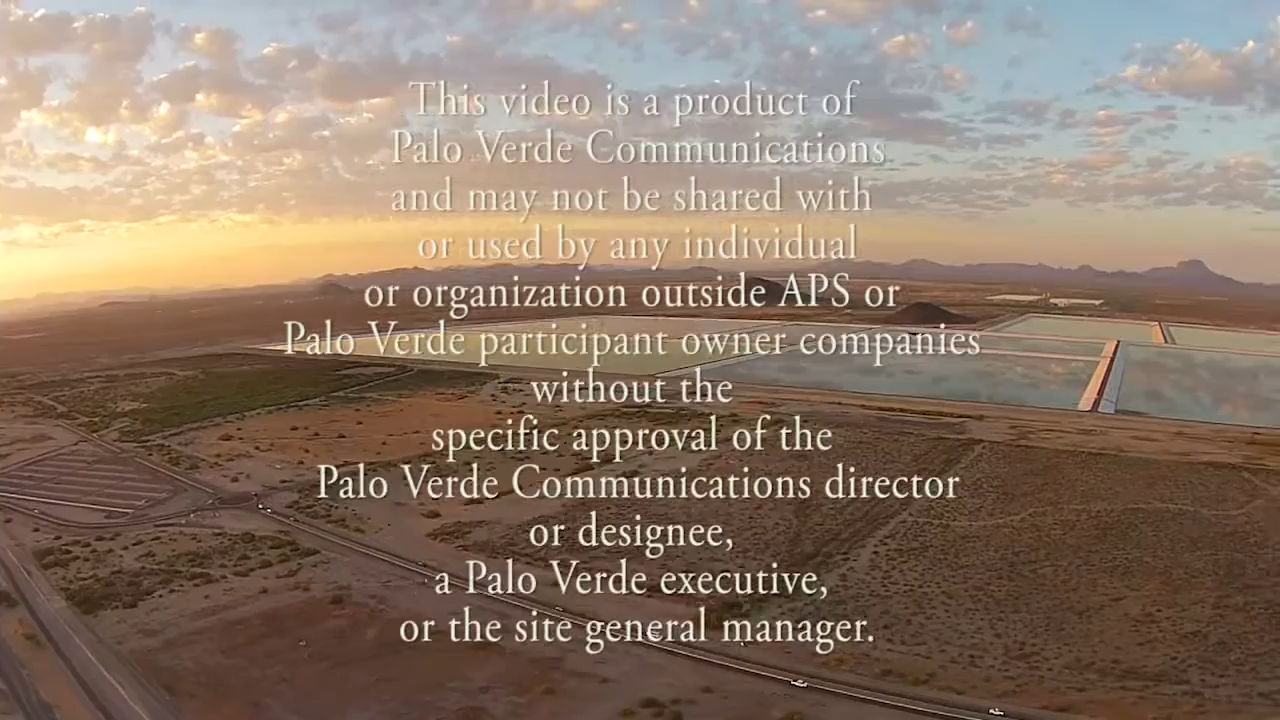 This video is a product of
Palo Verde Communications
and may not be shared with
or used by any individual
or organization outside APS or
Palo Verde participant owner companies
without the
specific approval of the
Palo Verde Communications director
or designee,
a Palo Verde executive,
or the site general manager.